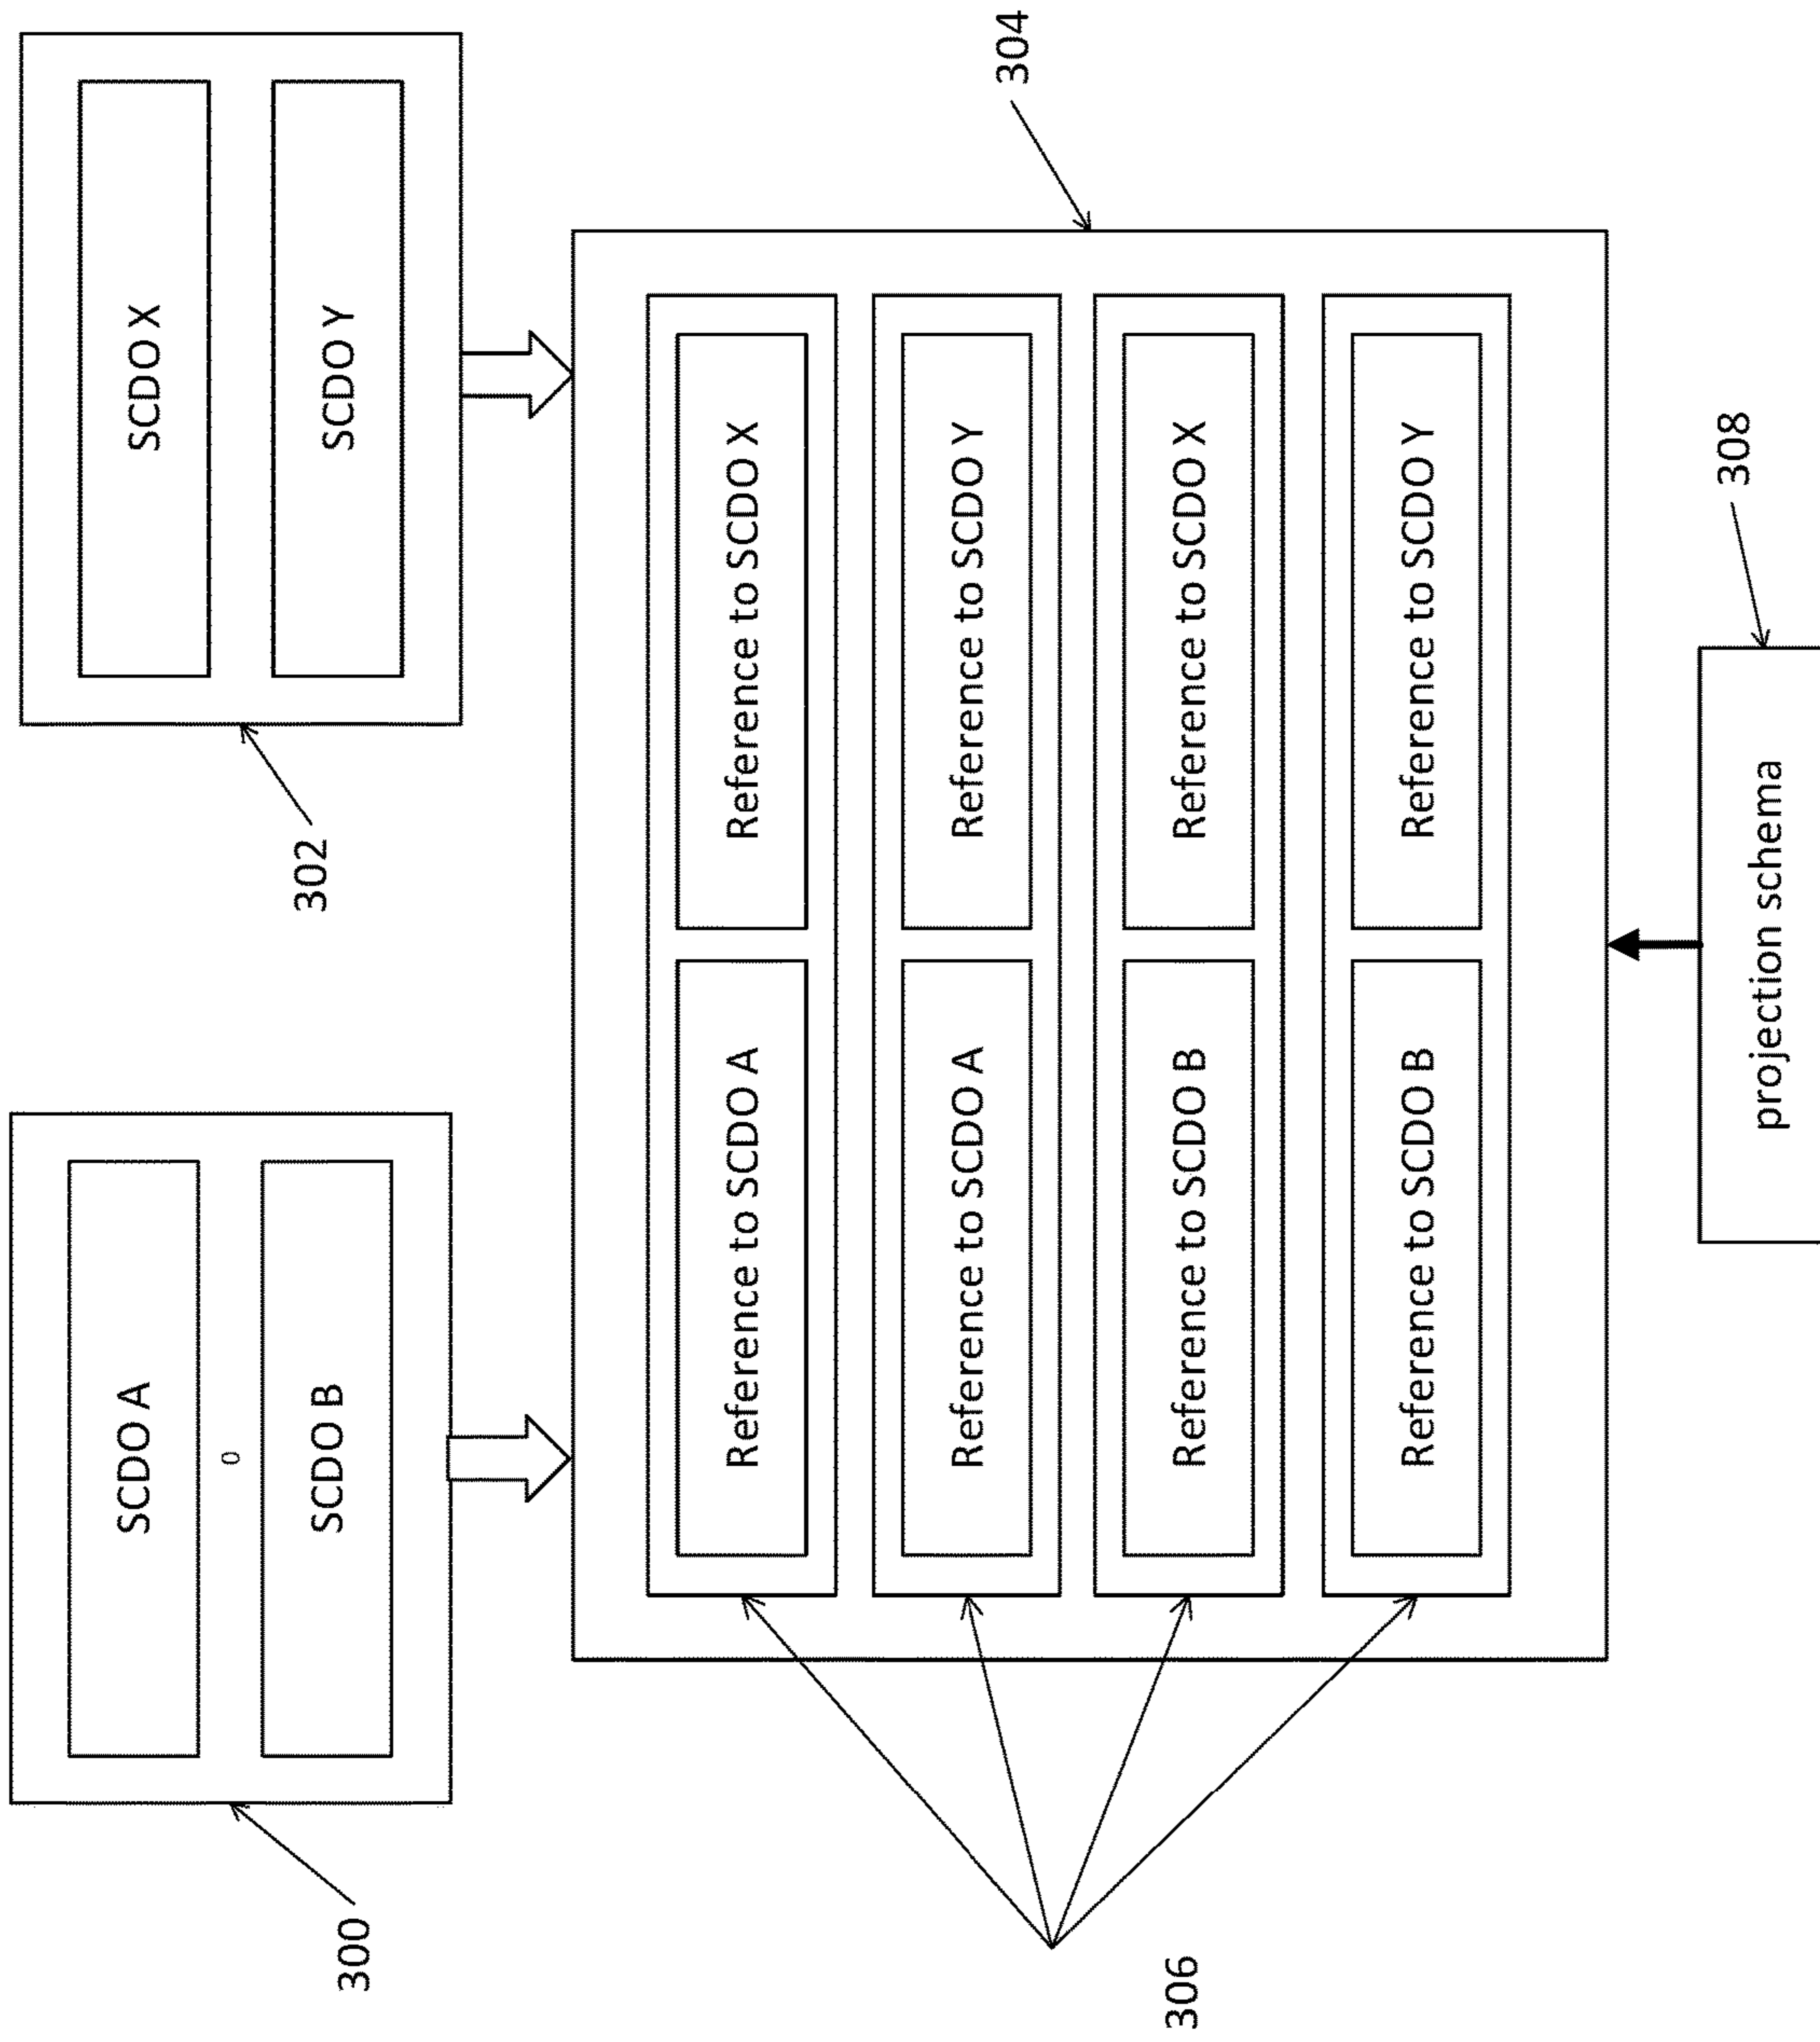 SCDO A
0
SCDO B
300
SCDO X
SCDO Y
302
304
Reference to SCDO A
Reference to SCDO X
Reference to SCDO A
Reference to SCDO Y
Reference to SCDO B
Reference to SCDO X
Reference to SCDO B
Reference to SCDO Y
306
308
projection schema